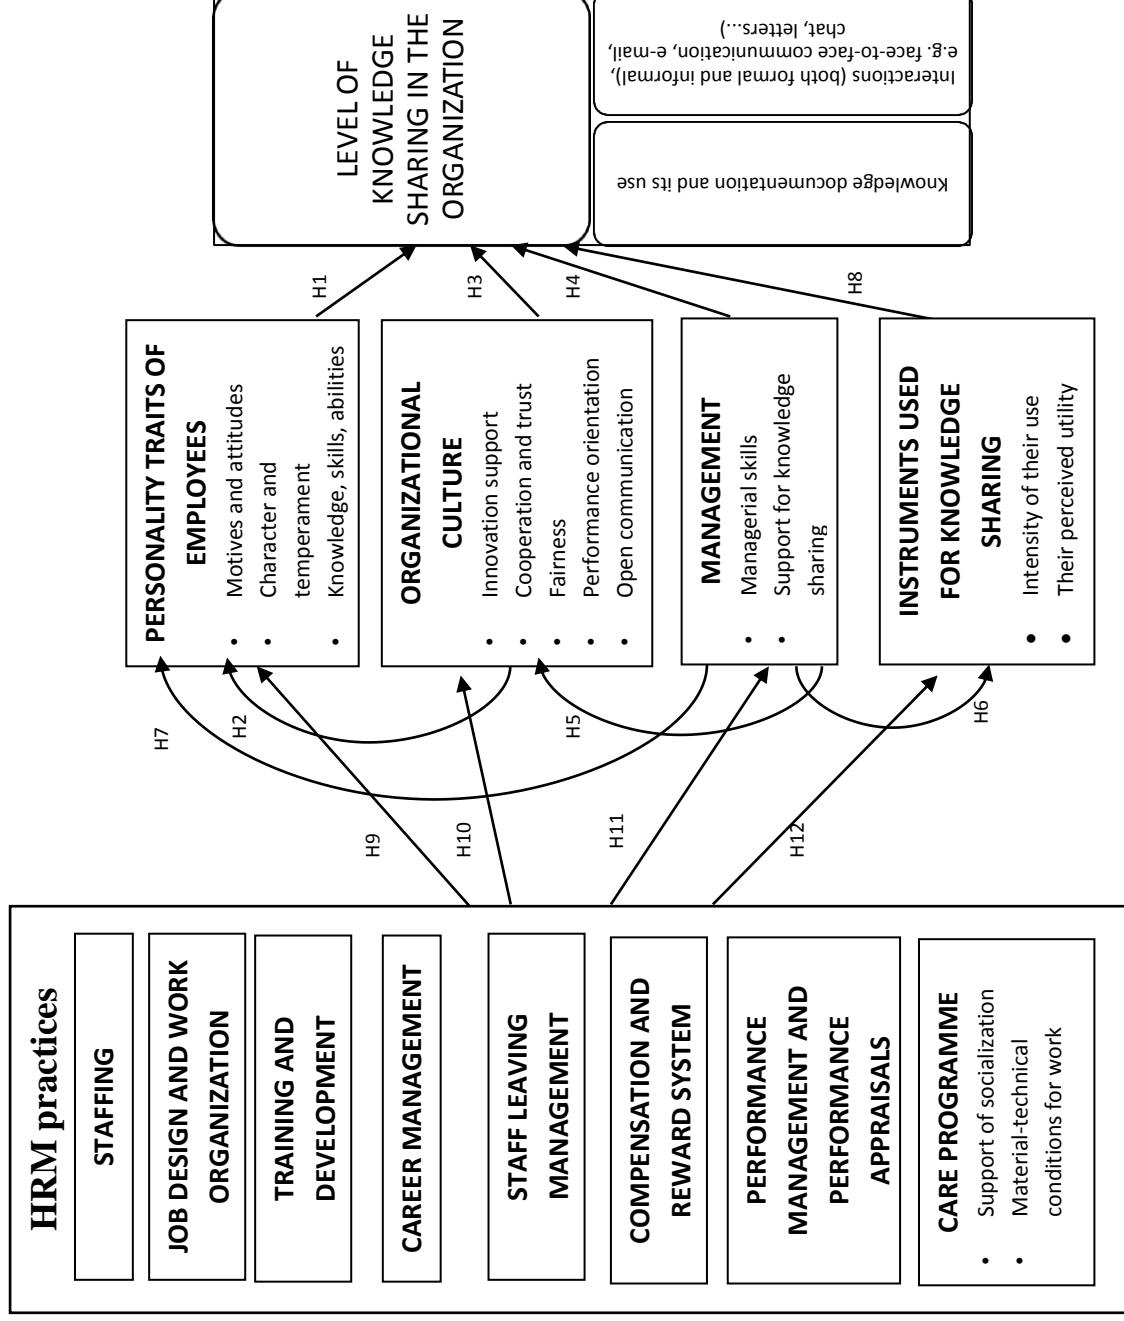 HRM practices
STAFFING
JOB DESIGN AND WORK
ORGANIZATION
TRAINING AND
DEVELOPMENT
CAREER MANAGEMENT
STAFF LEAVING
MANAGEMENT
COMPENSATION AND
REWARD SYSTEM
PERFORMANCE
MANAGEMENT AND
PERFORMANCE
APPRAISALS
CARE PROGRAMME
• Support of socialization
• Material-technical
conditions for work
H9
H10
H11
H12
H7
H2
H5
H6
PERSONALITY TRAITS OF
EMPLOYEES
• Motives and attitudes
• Character and
temperament
• Knowledge, skills, abilities
ORGANIZATIONAL
CULTURE
• Innovation support
• Cooperation and trust
• Fairness
• Performance orientation
• Open communication
MANAGEMENT
• Managerial skills
• Support for knowledge
sharing
INSTRUMENTS USED
FOR KNOWLEDGE
SHARING
• Intensity of their use
• Their perceived utility
H1
H3
H4
H8
LEVEL OF
KNOWLEDGE
SHARING IN THE
ORGANIZATION
Knowledge documentation and its use
Interactions (both formal and informal),
e.g. face-to-face communication, e-mail,
chat, letters...)